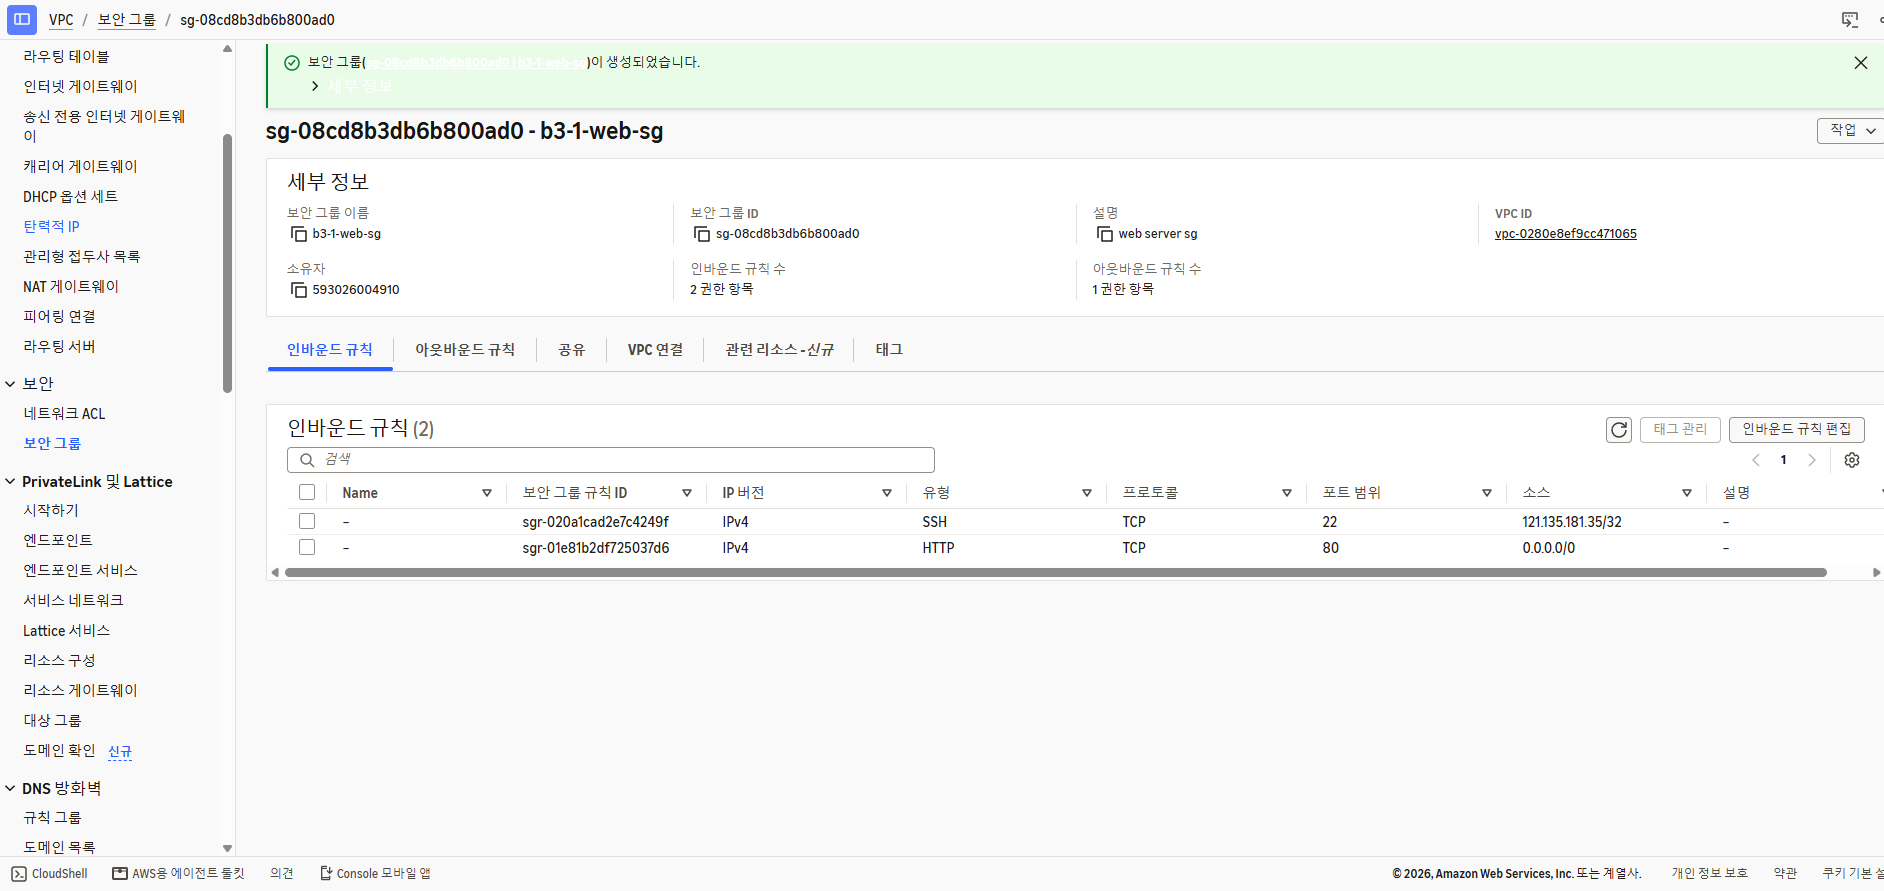 VPC / 보안 그룹 / sg-08cd8b3db6b800ad0
라우팅 테이블
인터넷 게이트웨이
송신 전용 인터넷 게이트웨
이
캐리어 게이트웨이
DHCP 옵션 세트
탄력적 IP
관리형 접두사 목록
NAT 게이트웨이
피어링 연결
라우팅 서버
보안
네트워크 ACL
보안 그룹
PrivateLink 및 Lattice
시작하기
엔드포인트
엔드포인트 서비스
서비스 네트워크
Lattice 서비스
리소스 구성
리소스 게이트웨이
대상 그룹
도메인 확인 신규
DNS 방화벽
규칙 그룹
도메인 목록
보안 그룹(sg-08cd8b3db6b800ad0 | b3-1-web-sg)이 생성되었습니다.
세부 정보
sg-08cd8b3db6b800ad0 - b3-1-web-sg
작업
세부 정보
보안 그룹 이름
b3-1-web-sg
보안 그룹 ID
sg-08cd8b3db6b800ad0
설명
web server sg
VPC ID
vpc-0280e8ef9cc471065
소유자
593026004910
인바운드 규칙 수
2 권한 항목
아웃바운드 규칙 수
1 권한 항목
인바운드 규칙 아웃바운드 규칙 공유 VPC 연결 관련 리소스 - 신규 태그
인바운드 규칙 (2)
태그 관리 인바운드 규칙 편집
검색
1
Name 보안 그룹 규칙 ID IP 버전 유형 프로토콜 포트 범위 소스 설명
– sgr-020a1cad2e7c4249f IPv4 SSH TCP 22 121.135.181.35/32 –
– sgr-01e81b2df725037d6 IPv4 HTTP TCP 80 0.0.0.0/0 –
CloudShell AWS용 에이전트 툴킷 의견 Console 모바일 앱 © 2026, Amazon Web Services, Inc. 또는 계열사. 개인 정보 보호 약관 쿠키 기본 설